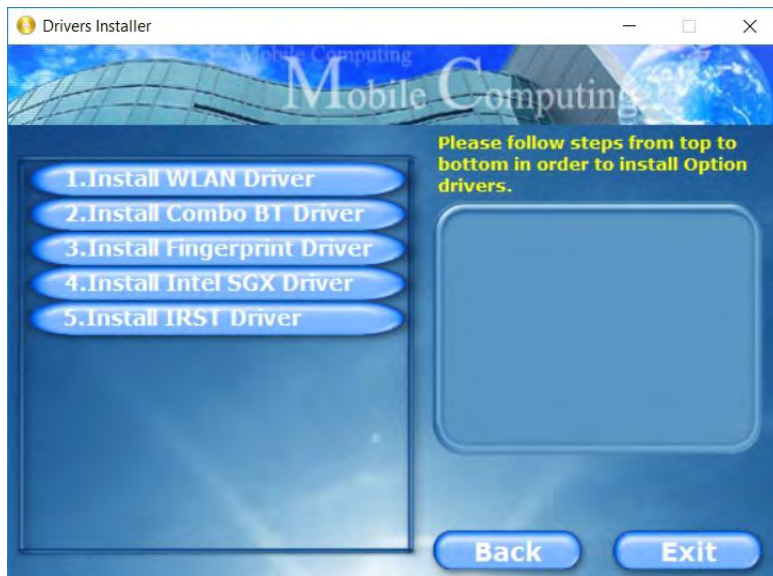 Drivers Installer
Mobile Computing
Mobile Computing
Please follow steps from top to
bottom in order to install Option
drivers.
1.Install WLAN Driver
2.Install Combo BT Driver
3.Install Fingerprint Driver
4.Install Intel SGX Driver
5.Install IRST Driver
Back
Exit